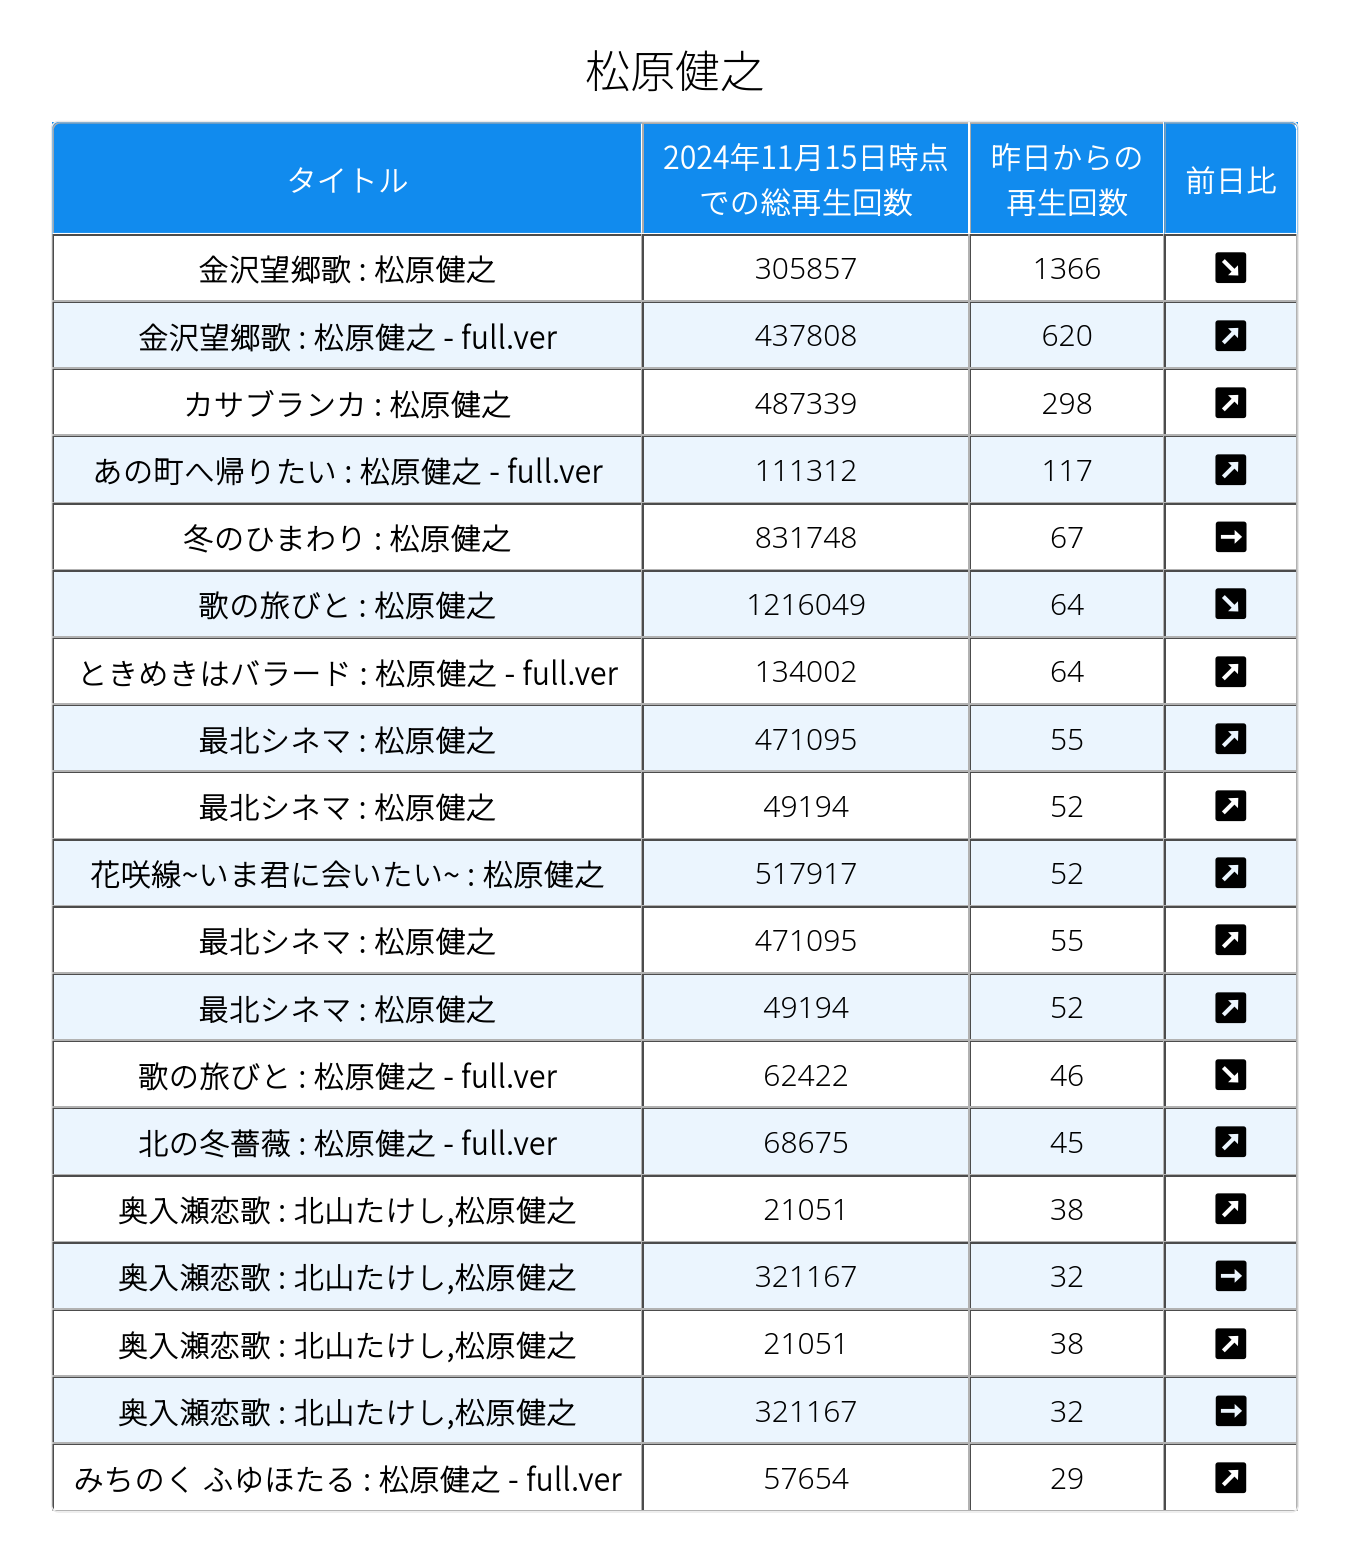 松原健之
タイトル 2024年11月15日時点 での総再生回数 昨日からの 再生回数 前日比
金沢望郷歌 : 松原健之 305857 1366 ↘
金沢望郷歌 : 松原健之 - full.ver 437808 620 ↗
カサブランカ : 松原健之 487339 298 ↗
あの町へ帰りたい : 松原健之 - full.ver 111312 117 ↗
冬のひまわり : 松原健之 831748 67 →
歌の旅びと : 松原健之 1216049 64 ↘
ときめきはバラード : 松原健之 - full.ver 134002 64 ↗
最北シネマ : 松原健之 471095 55 ↗
最北シネマ : 松原健之 49194 52 ↗
花咲線~いま君に会いたい~ : 松原健之 517917 52 ↗
最北シネマ : 松原健之 471095 55 ↗
最北シネマ : 松原健之 49194 52 ↗
歌の旅びと : 松原健之 - full.ver 62422 46 ↘
北の冬薔薇 : 松原健之 - full.ver 68675 45 ↗
奥入瀬恋歌 : 北山たけし,松原健之 21051 38 ↗
奥入瀬恋歌 : 北山たけし,松原健之 321167 32 →
奥入瀬恋歌 : 北山たけし,松原健之 21051 38 ↗
奥入瀬恋歌 : 北山たけし,松原健之 321167 32 →
みちのく ふゆほたる : 松原健之 - full.ver 57654 29 ↗